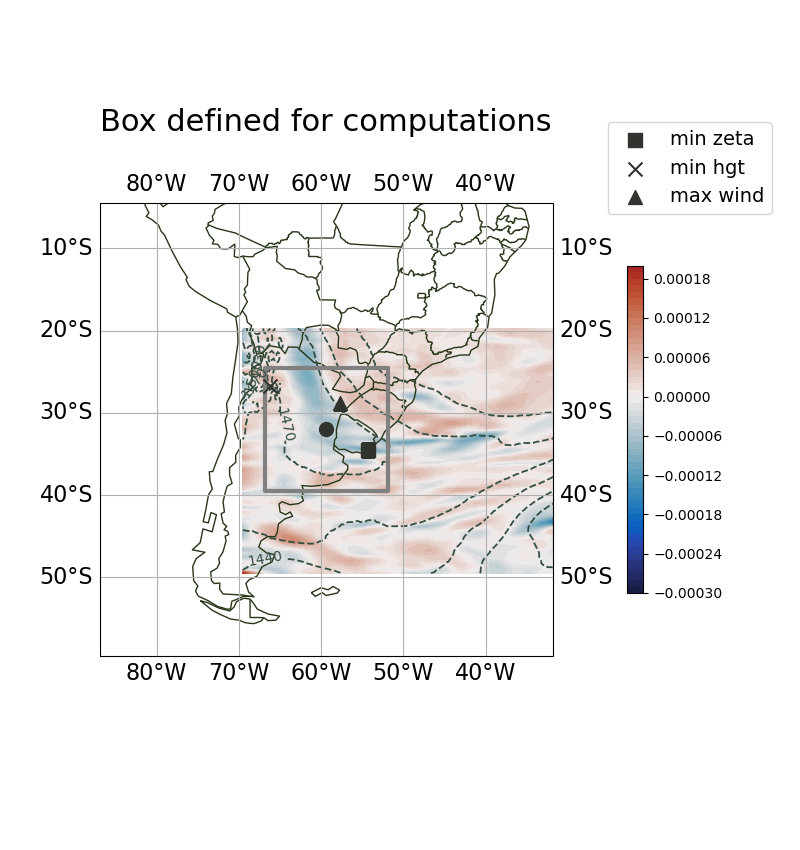 Box defined for computations
min zeta
min hgt
max wind
80°W 70°W 60°W 50°W 40°W
10°S 10°S
20°S 20°S
30°S 30°S
40°S 40°S
50°S 50°S
80°W 70°W 60°W 50°W 40°W
1470
1440
0.00018
0.00012
0.00006
0.00000
−0.00006
−0.00012
−0.00018
−0.00024
−0.00030